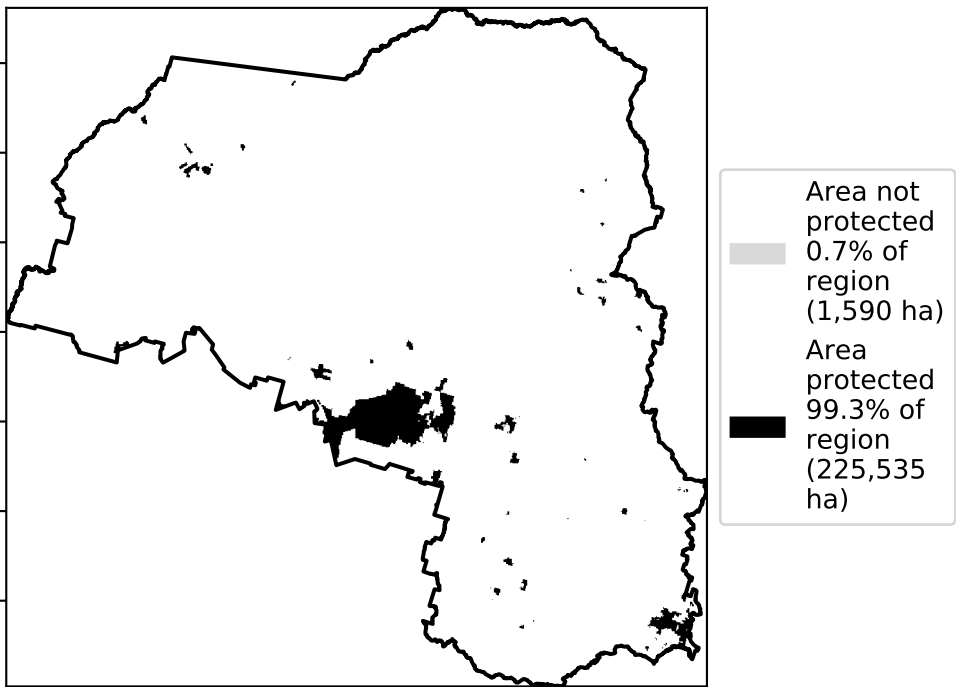 Area not
protected
0.7% of
region
(1,590 ha)
Area
protected
99.3% of
region
(225,535
ha)